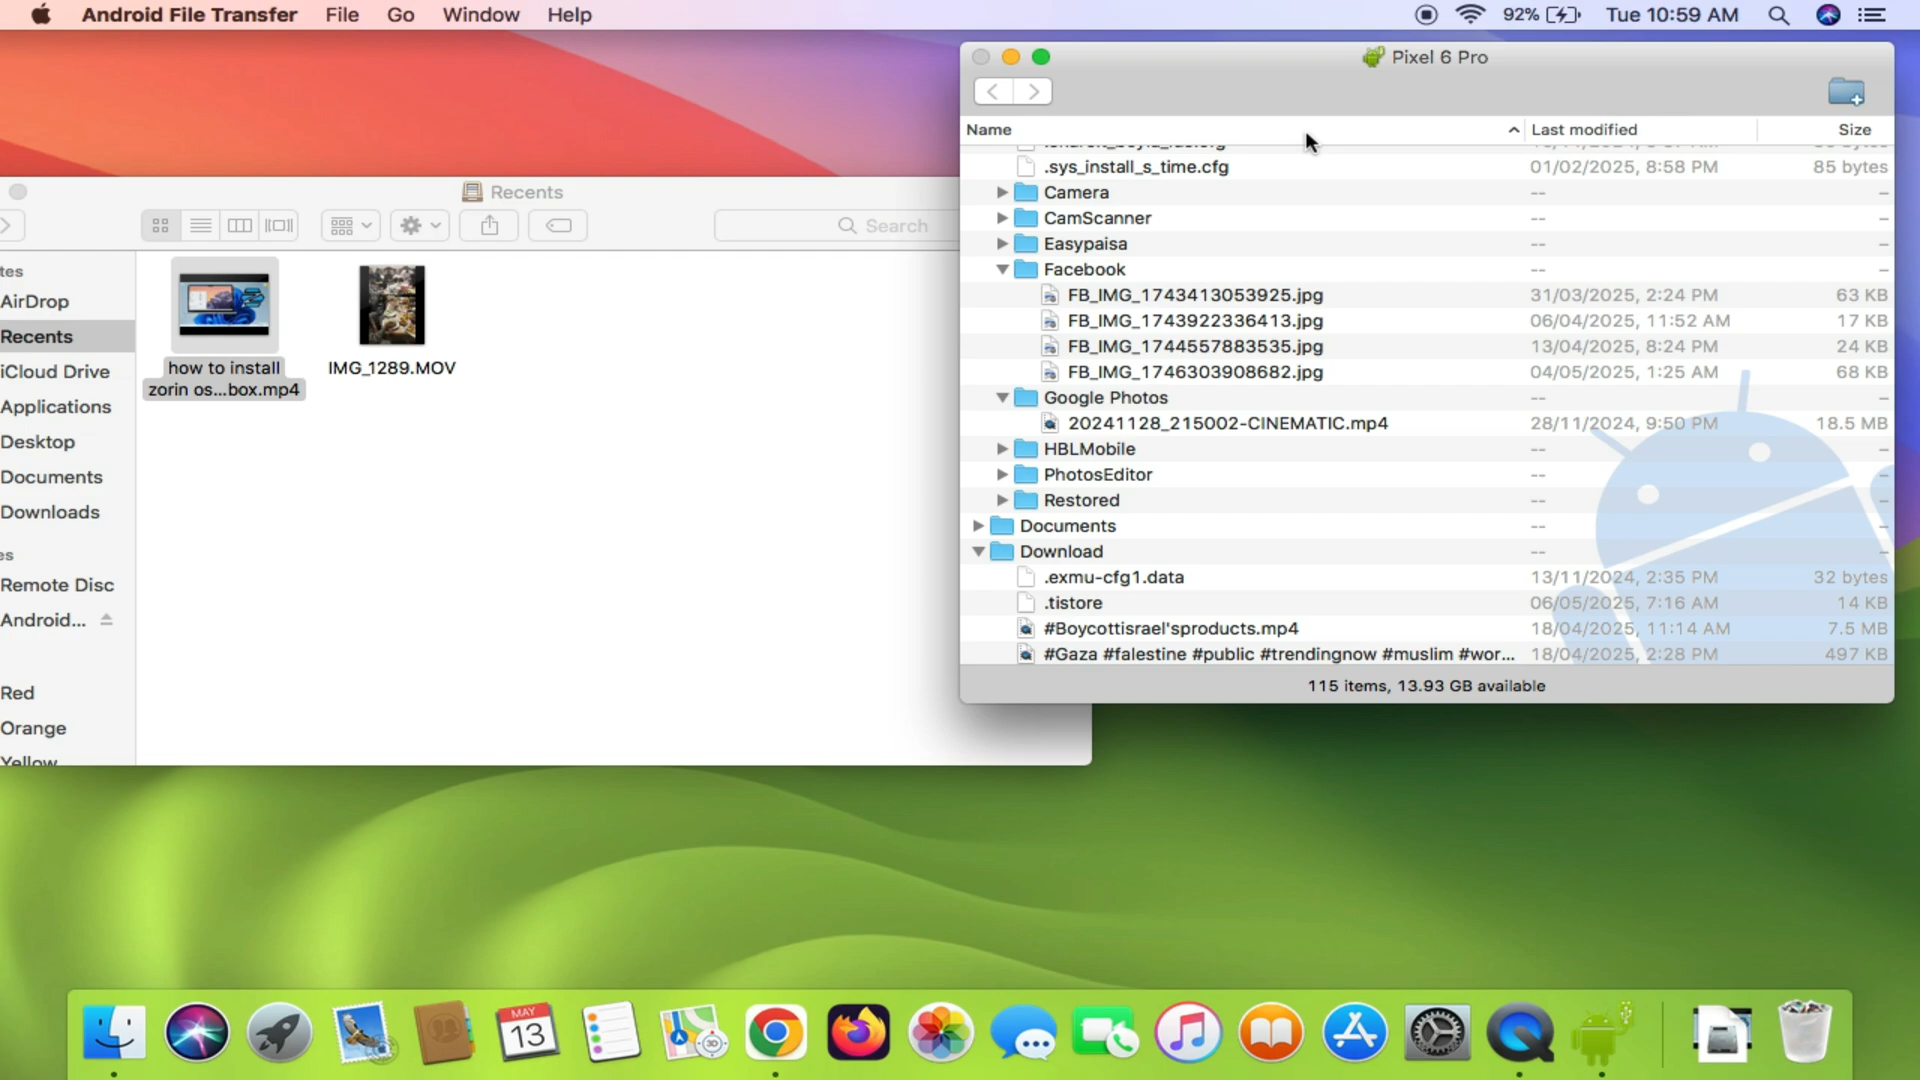 Android File Transfer File Go Window Help 92% Tue 10:59 AM
Pixel 6 Pro
Name Last modified Size
.sys_install_s_time.cfg 01/02/2025, 8:58 PM 85 bytes
Camera -- --
CamScanner -- --
Easypaisa -- --
Facebook -- --
FB_IMG_1743413053925.jpg 31/03/2025, 2:24 PM 63 KB
FB_IMG_1743922336413.jpg 06/04/2025, 11:52 AM 17 KB
FB_IMG_1744557883535.jpg 13/04/2025, 8:24 PM 24 KB
FB_IMG_1746303908682.jpg 04/05/2025, 1:25 AM 68 KB
Google Photos -- --
20241128_215002-CINEMATIC.mp4 28/11/2024, 9:50 PM 18.5 MB
HBLMobile -- --
PhotosEditor -- --
Restored -- --
Documents -- --
Download -- --
.exmu-cfg1.data 13/11/2024, 2:35 PM 32 bytes
.tistore 06/05/2025, 7:16 AM 14 KB
#Boycottisrael'sproducts.mp4 18/04/2025, 11:14 AM 7.5 MB
#Gaza #falestine #public #trendingnow #muslim #wor... 18/04/2025, 2:28 PM 497 KB
115 items, 13.93 GB available
Recents
Search
tes
AirDrop
Recents
iCloud Drive
Applications
Desktop
Documents
Downloads
es
Remote Disc
Android...
Red
Orange
Yellow
how to install
zorin os...box.mp4
IMG_1289.MOV
MAY
13
3D